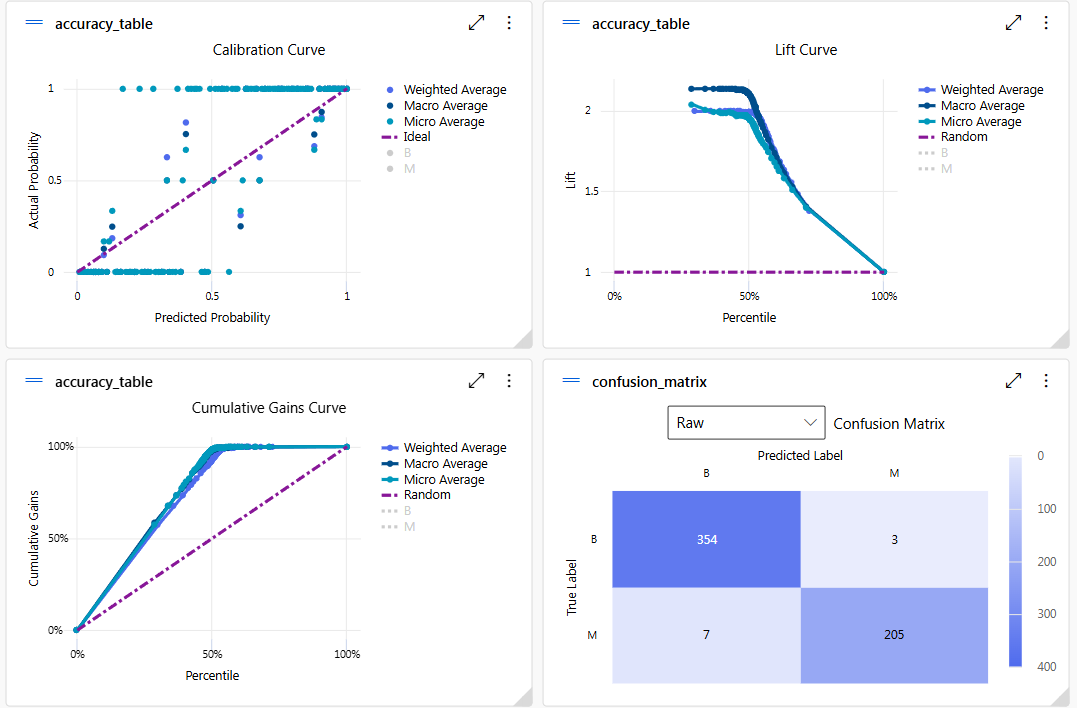 accuracy_table
Calibration Curve
1
0.5
0
Actual Probability
0
0.5
1
Predicted Probability
Weighted Average
Macro Average
Micro Average
Ideal
B
M
accuracy_table
Lift Curve
2
1.5
1
Lift
0%
50%
100%
Percentile
Weighted Average
Macro Average
Micro Average
Random
B
M
accuracy_table
Cumulative Gains Curve
100%
50%
0%
Cumulative Gains
0%
50%
100%
Percentile
Weighted Average
Macro Average
Micro Average
Random
B
M
confusion_matrix
Raw
Confusion Matrix
Predicted Label
B M
True Label
B 354 3
M 7 205
0
100
200
300
400